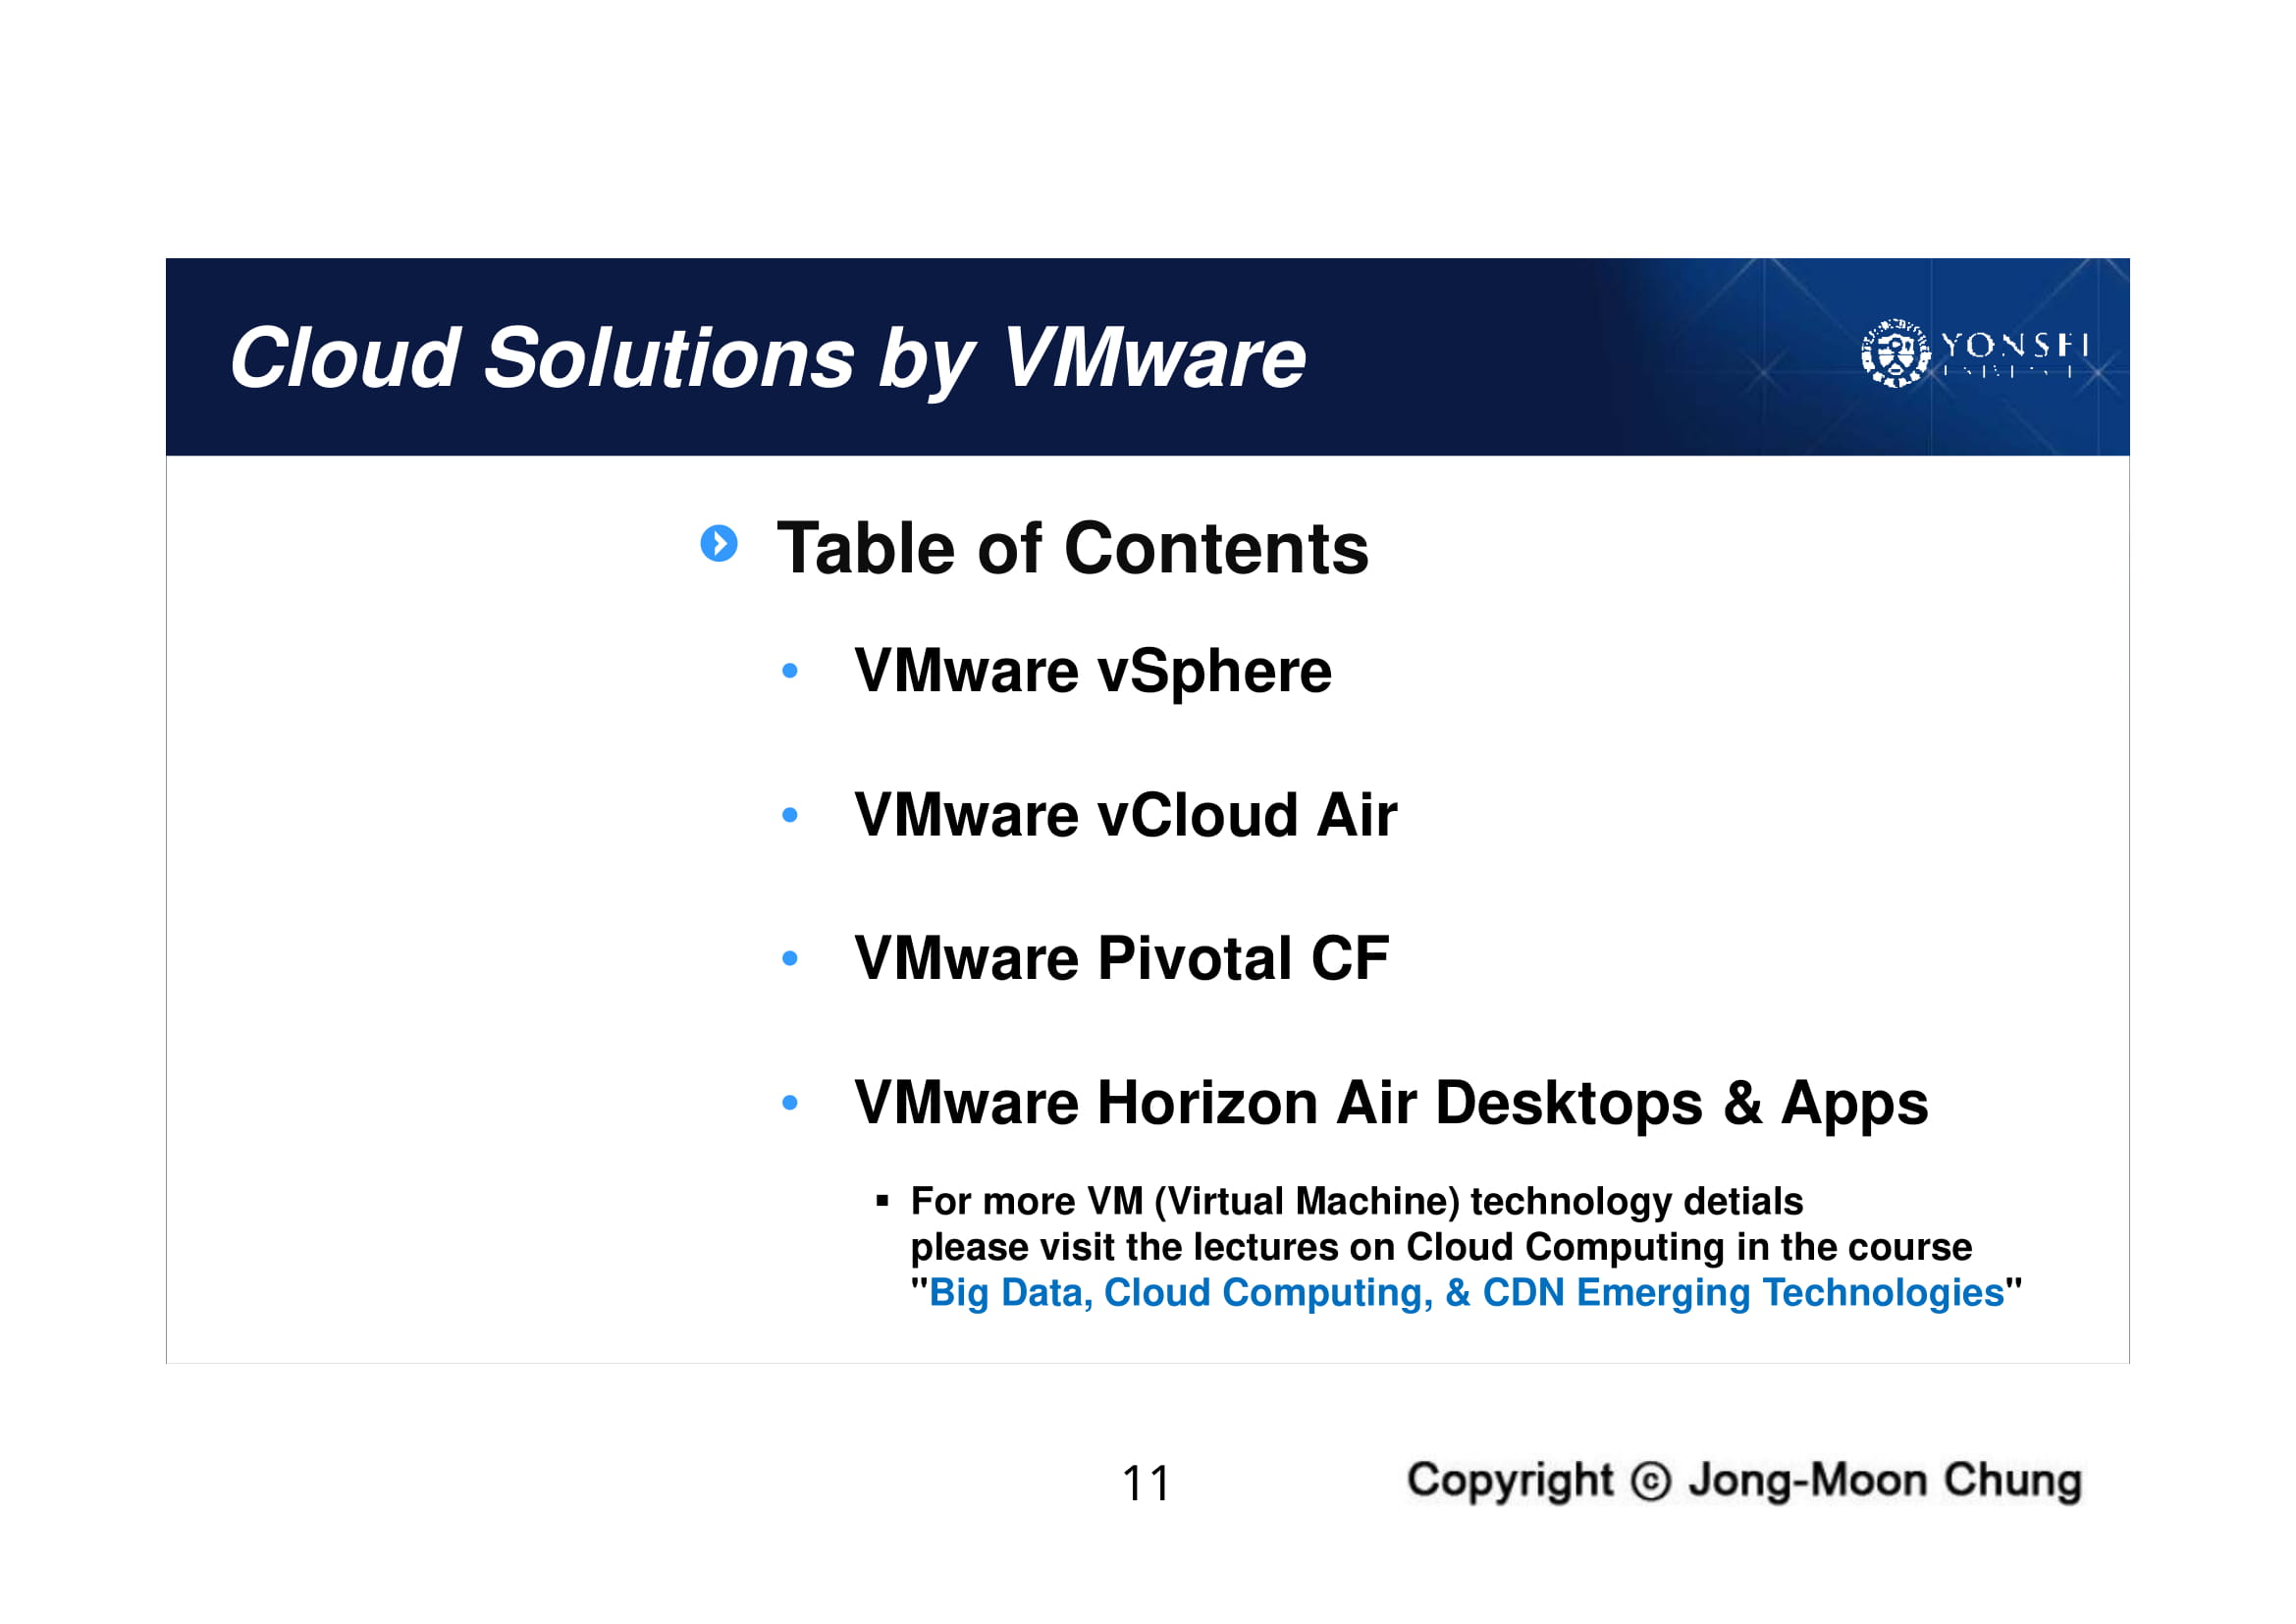 Cloud Solutions by VMware
YONSEI
Table of Contents
• VMware vSphere
• VMware vCloud Air
• VMware Pivotal CF
• VMware Horizon Air Desktops & Apps
▪ For more VM (Virtual Machine) technology detials
please visit the lectures on Cloud Computing in the course
"Big Data, Cloud Computing, & CDN Emerging Technologies"
11
Copyright ⓒ Jong-Moon Chung